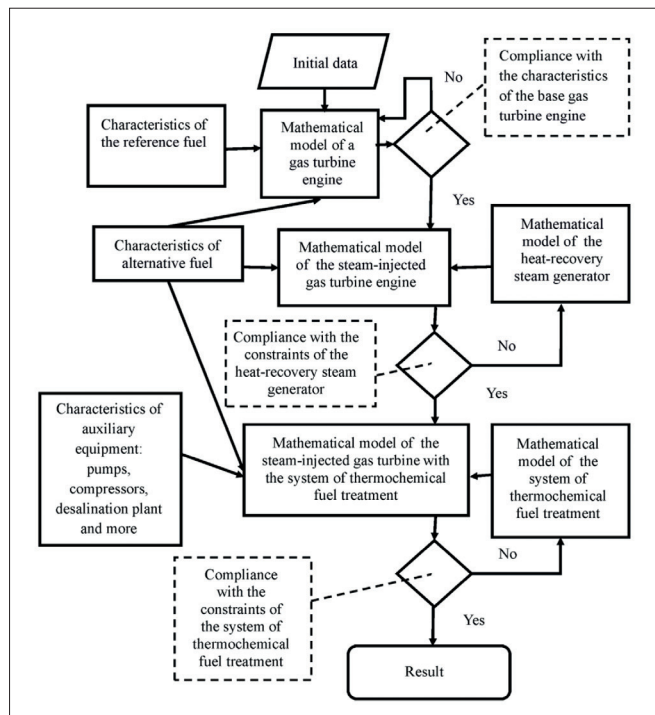 Initial data
No
Compliance with
the characteristics
of the base gas
turbine engine
Characteristics of
the reference fuel
Mathematical
model of a
gas turbine
engine
Yes
Characteristics
of alternative fuel
Mathematical model
of the steam-injected
gas turbine engine
Mathematical
model of the
heat-recovery
steam generator
Compliance with the
constraints of the
heat-recovery steam
generator
No
Yes
Characteristics of
auxiliary equipment:
pumps,
compressors,
desalination plant
and more
Mathematical model of the
steam-injected gas turbine with
the system of thermochemical
fuel treatment
Mathematical
model of the
system of
thermochemical
fuel treatment
Compliance
with the
constraints of
the system of
thermochemical
fuel treatment
No
Yes
Result